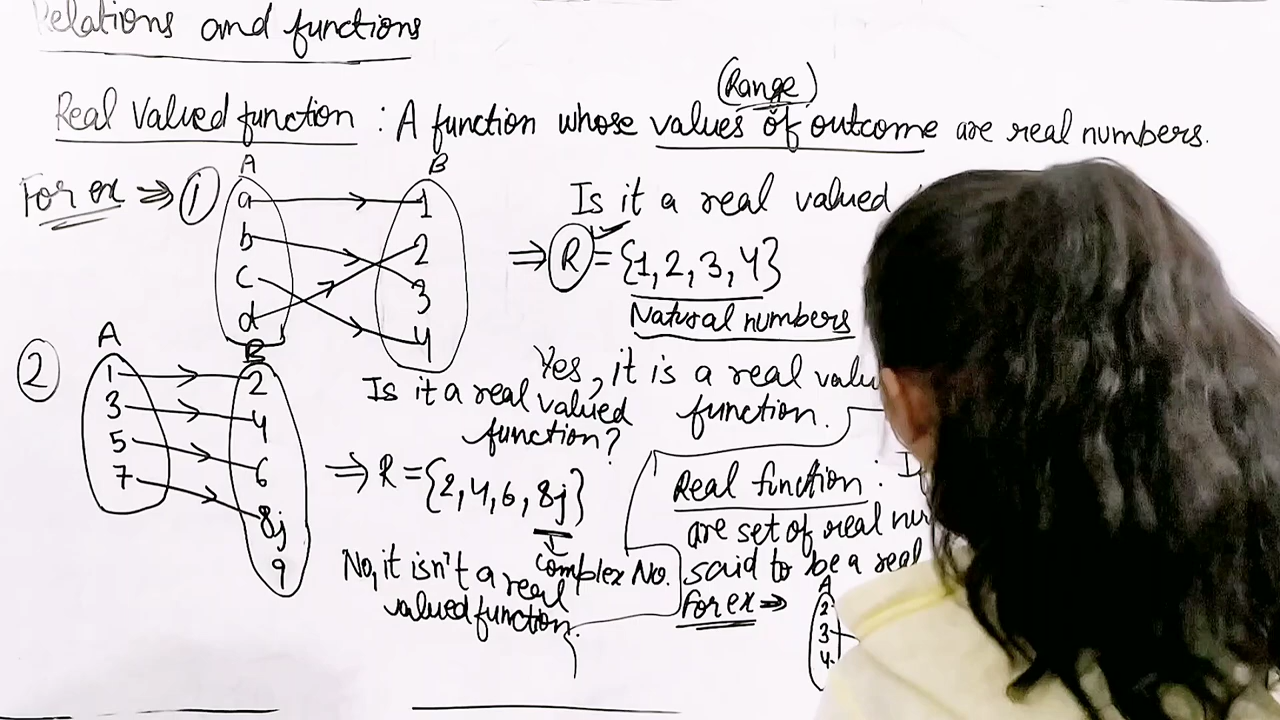 Relations and functions
(Range)
Real Valued function : A function whose values of outcome are real numbers.
For ex ⇒ ① A B
a 1
b 2
c 3
d 4
Is it a real valued
⇒ R = {1, 2, 3, 4}
Natural numbers
Yes, it is a real
function.
② A B
1 2
3 4
5 6
7 8j
9
Is it a real valued
function?
⇒ R = {2, 4, 6, 8j}
Complex No.
No, it isn't a real
valued function.
Real function :
are set of real
said to be a real
For ex ⇒ A
2
3
4